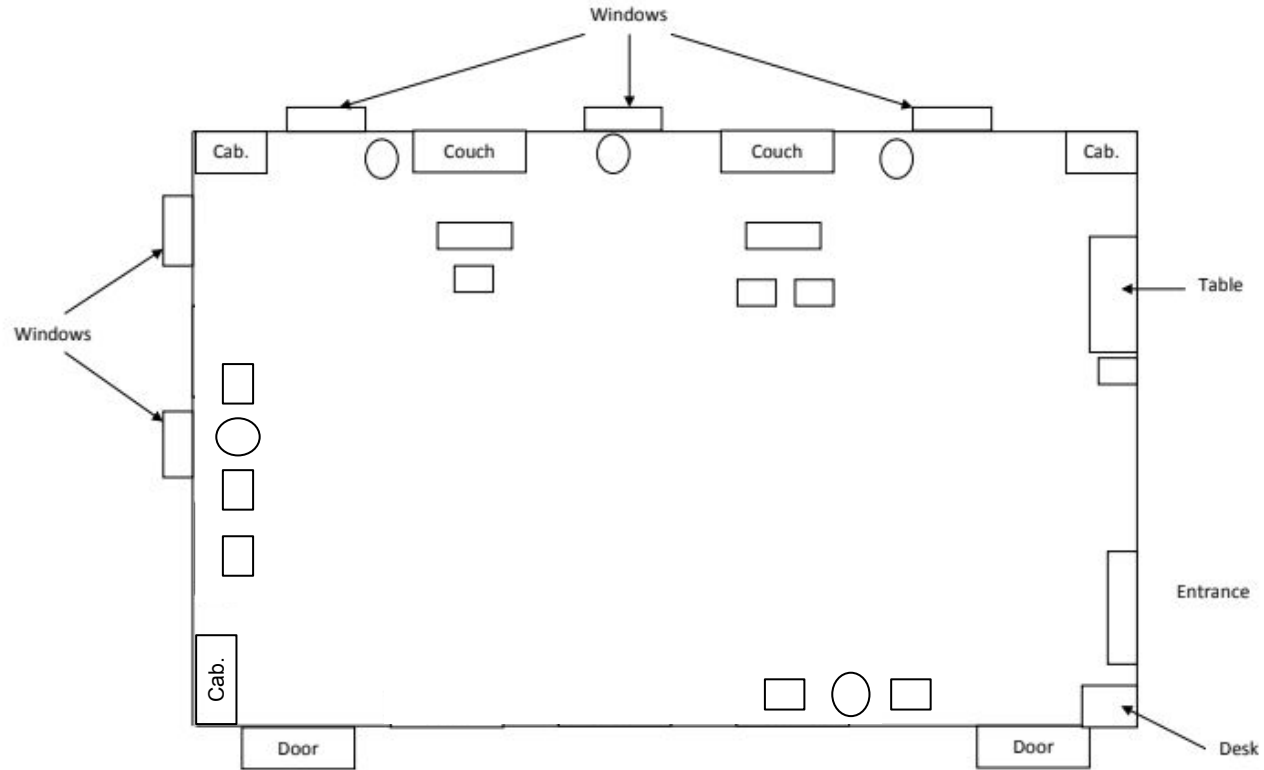 Windows
Cab.
Couch
Couch
Cab.
Table
Windows
Entrance
Cab.
Door
Door
Desk